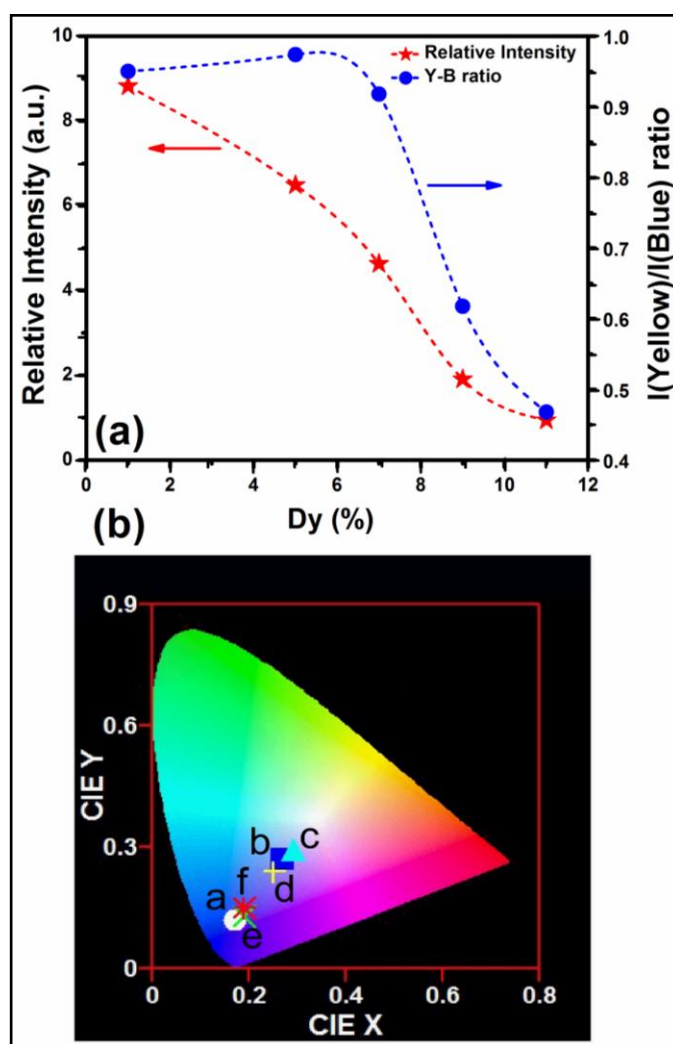 10
8
6
4
2
0
Relative Intensity (a.u.)
Relative Intensity
Y-B ratio
1.0
0.9
0.8
0.7
0.6
0.5
0.4
I(Yellow)/I(Blue) ratio
(a)
0 2 4 6 8 10 12
Dy (%)
(b)
0.9
0.6
0.3
0
CIE Y
b c
d
f
a
e
0 0.2 0.4 0.6 0.8
CIE X